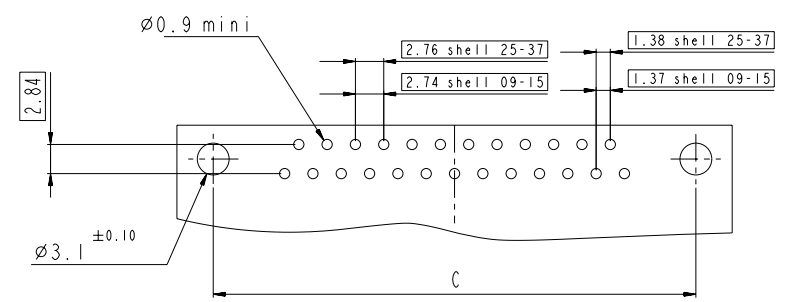 Ø0.9 mini
2.76 shell 25-37
1.38 shell 25-37
2.74 shell 09-15
1.37 shell 09-15
2.84
Ø3.1 ±0.10
C